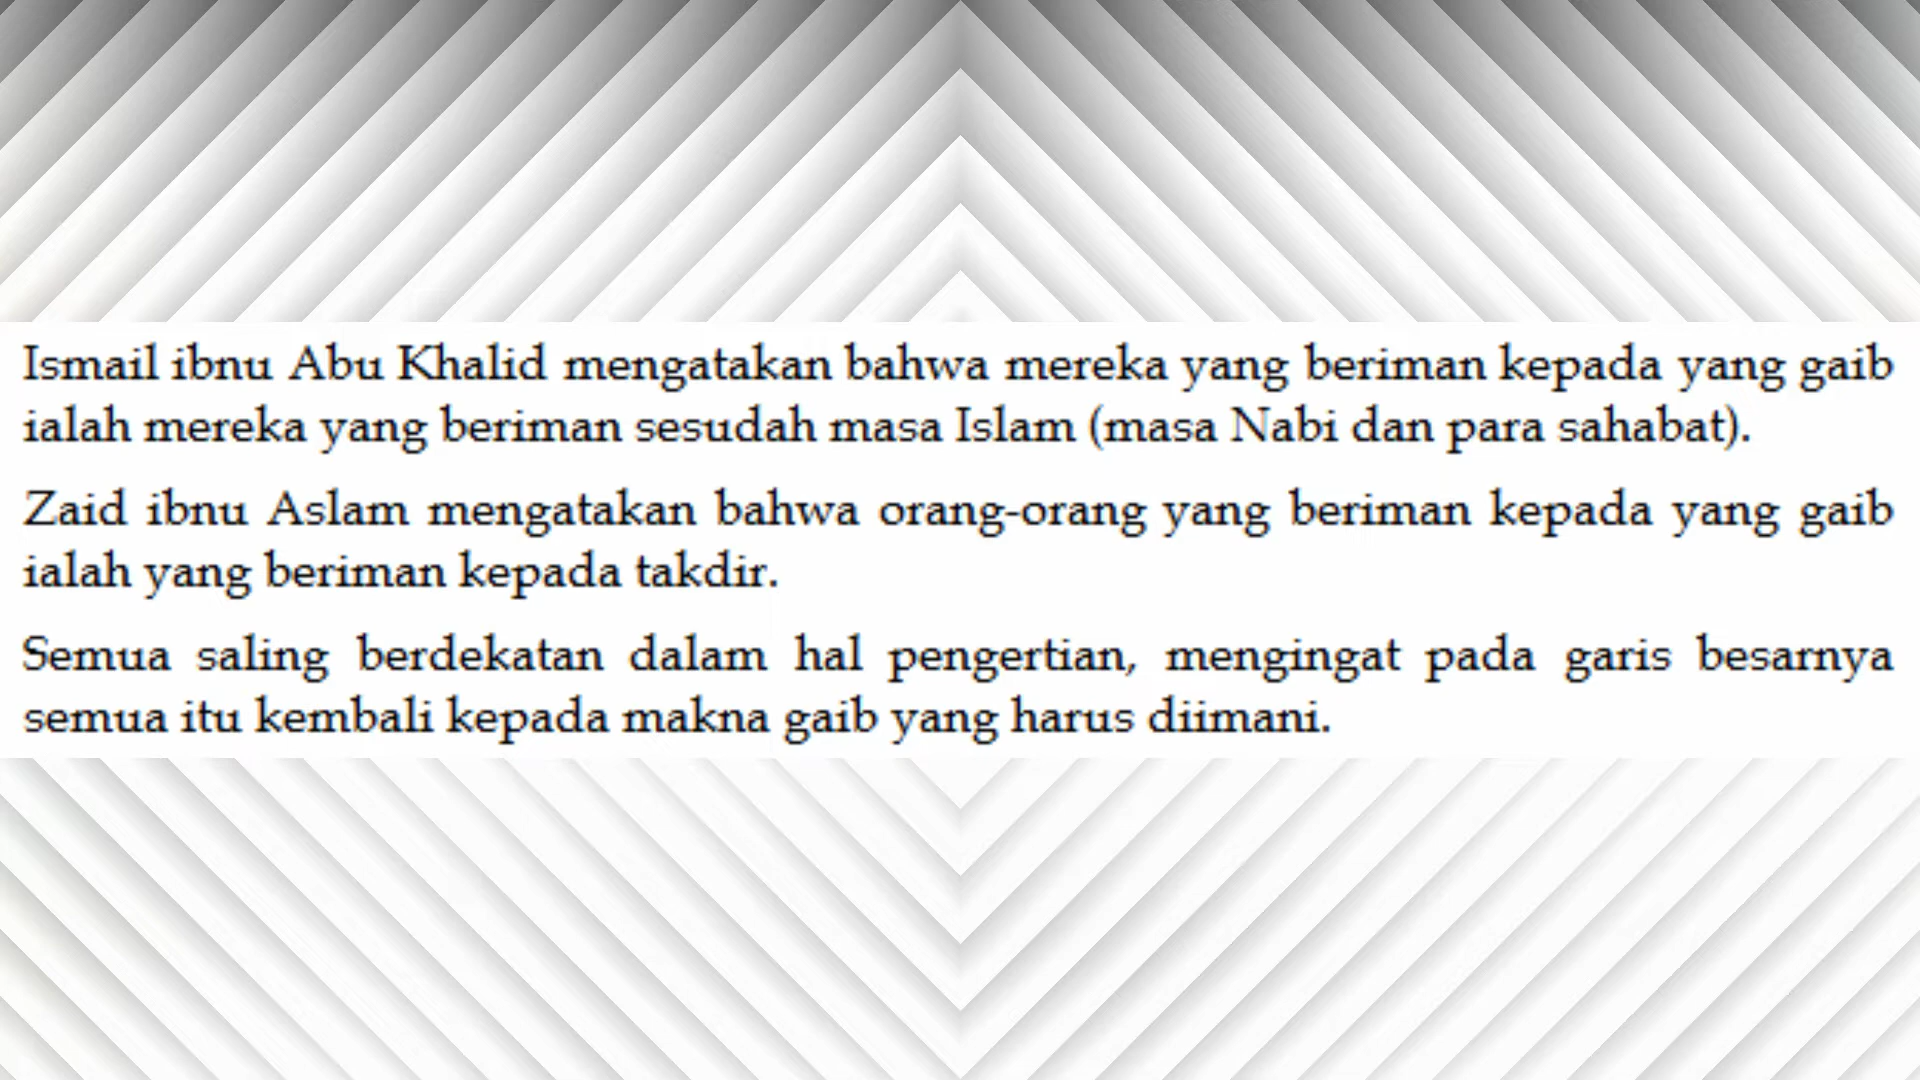 Ismail ibnu Abu Khalid mengatakan bahwa mereka yang beriman kepada yang gaib
ialah mereka yang beriman sesudah masa Islam (masa Nabi dan para sahabat).
Zaid ibnu Aslam mengatakan bahwa orang-orang yang beriman kepada yang gaib
ialah yang beriman kepada takdir.
Semua saling berdekatan dalam hal pengertian, mengingat pada garis besarnya
semua itu kembali kepada makna gaib yang harus diimani.